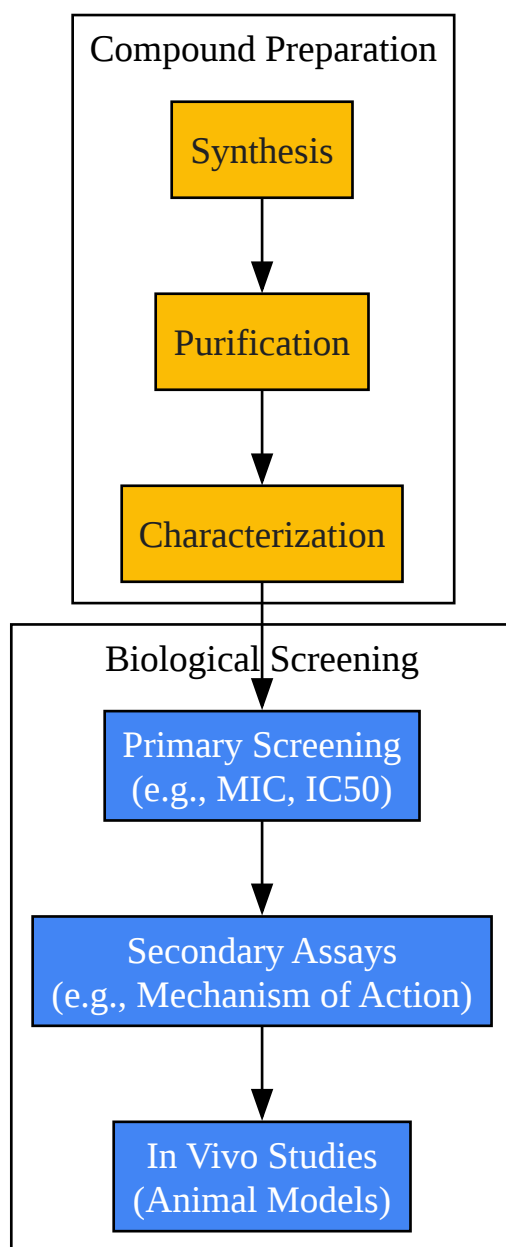 Compound Preparation
Synthesis
Purification
Characterization
Biological Screening
Primary Screening
(e.g., MIC, IC50)
Secondary Assays
(e.g., Mechanism of Action)
In Vivo Studies
(Animal Models)